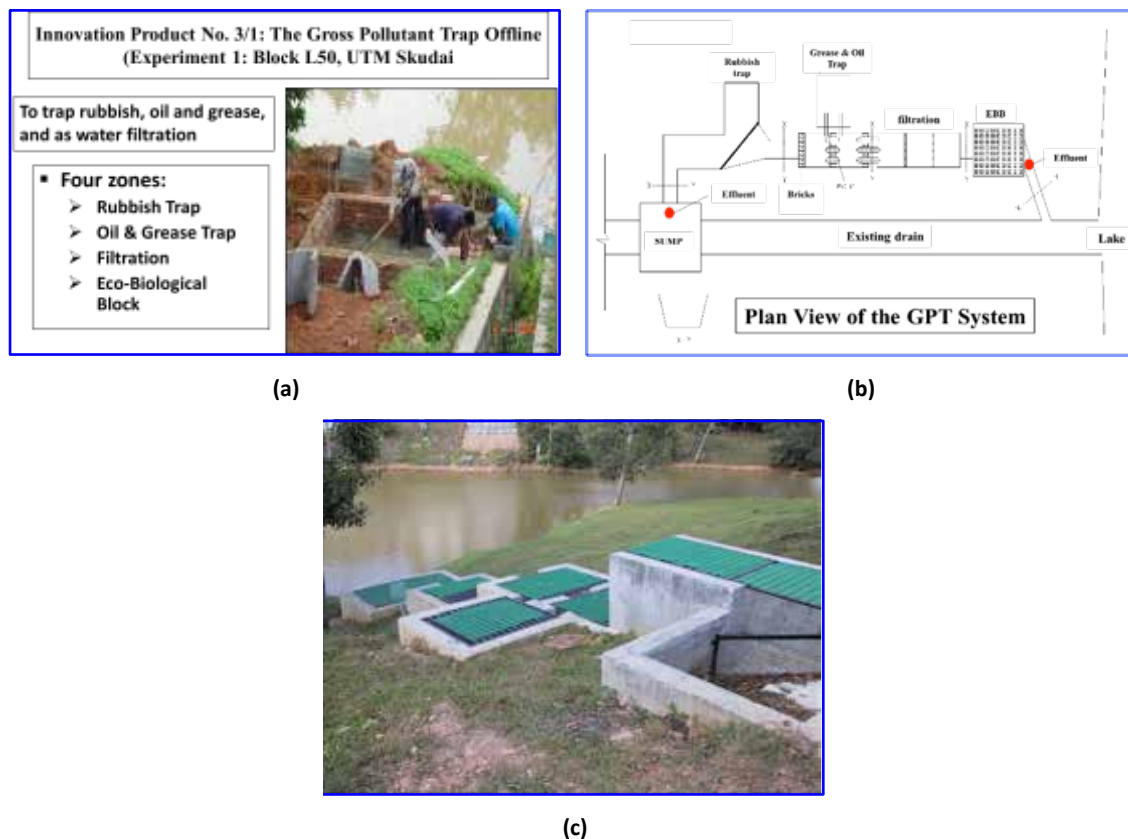 Innovation Product No. 3/1: The Gross Pollutant Trap Offline
(Experiment 1: Block L50, UTM Skudai
To trap rubbish, oil and grease,
and as water filtration
▪ Four zones:
➢ Rubbish Trap
➢ Oil & Grease Trap
➢ Filtration
➢ Eco-Biological
Block
(a)
Grease & Oil
Trap
Rubbish
trap
filtration
EBB
Effluent
Effluent
Bricks
SUMP
Existing drain
Lake
Plan View of the GPT System
(b)
(c)